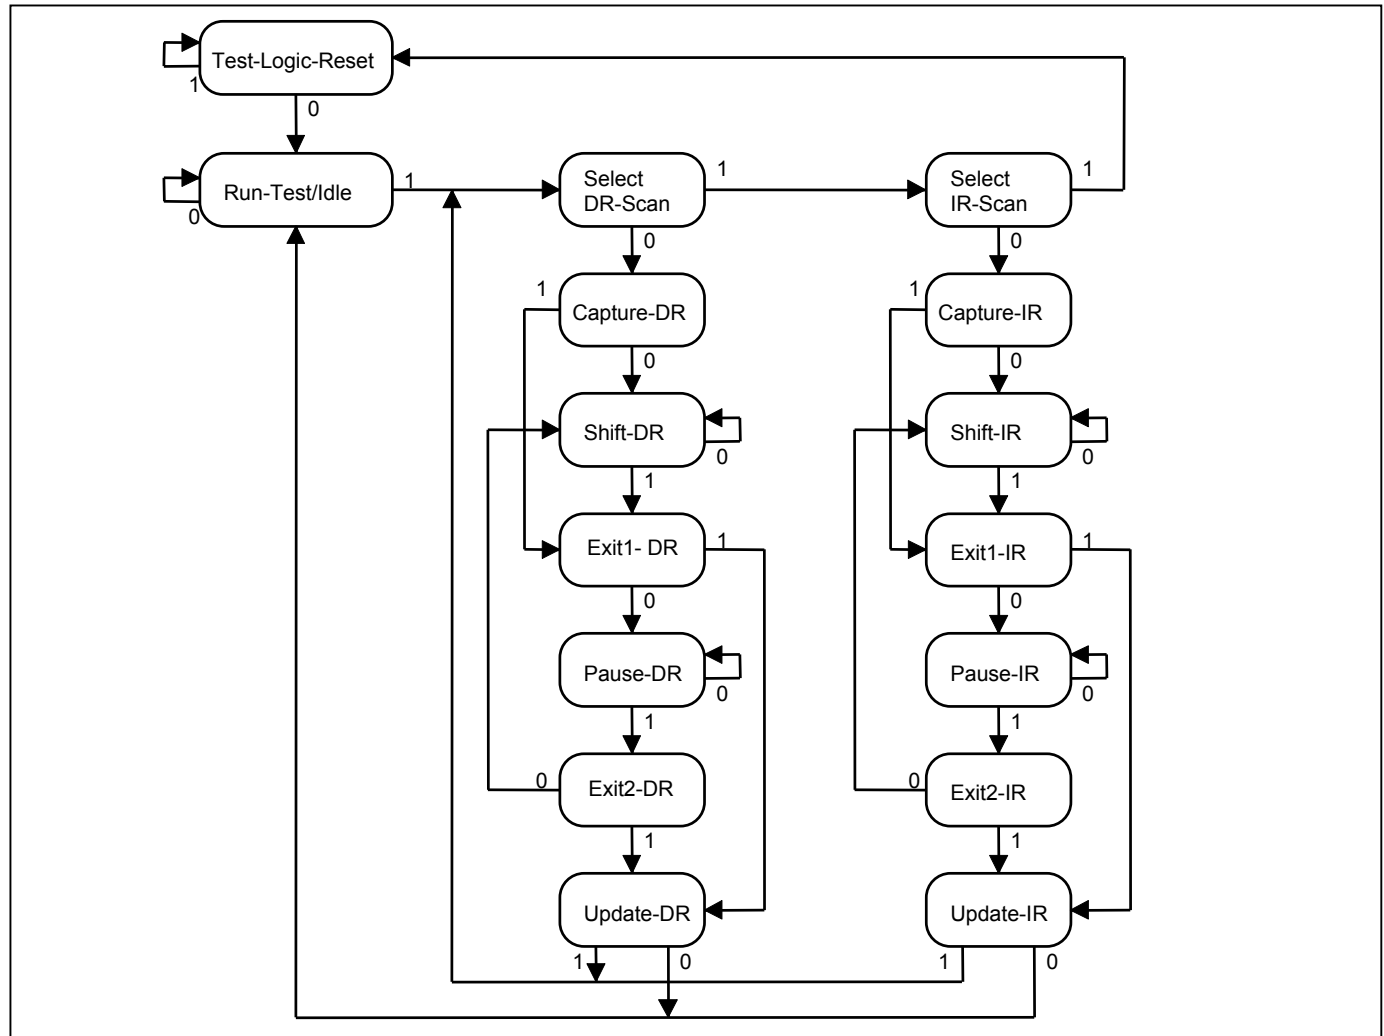 Test-Logic-Reset
1
0
Run-Test/Idle
0
1
Select
DR-Scan
1
0
Select
IR-Scan
1
0
1
Capture-DR
0
1
Capture-IR
0
Shift-DR
0
1
Shift-IR
0
1
Exit1- DR
1
0
Exit1-IR
1
0
Pause-DR
0
1
Pause-IR
0
1
0
Exit2-DR
1
0
Exit2-IR
1
Update-DR
1
0
Update-IR
1
0